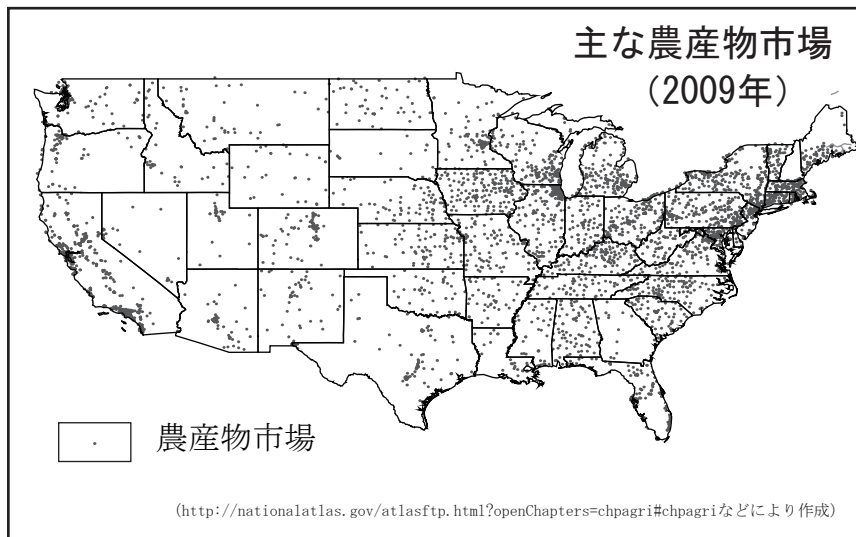 主な農産物市場
（2009年）
農産物市場
(http://nationalatlas.gov/atlasftp.html?openChapters=chpagri#chpagriなどにより作成)